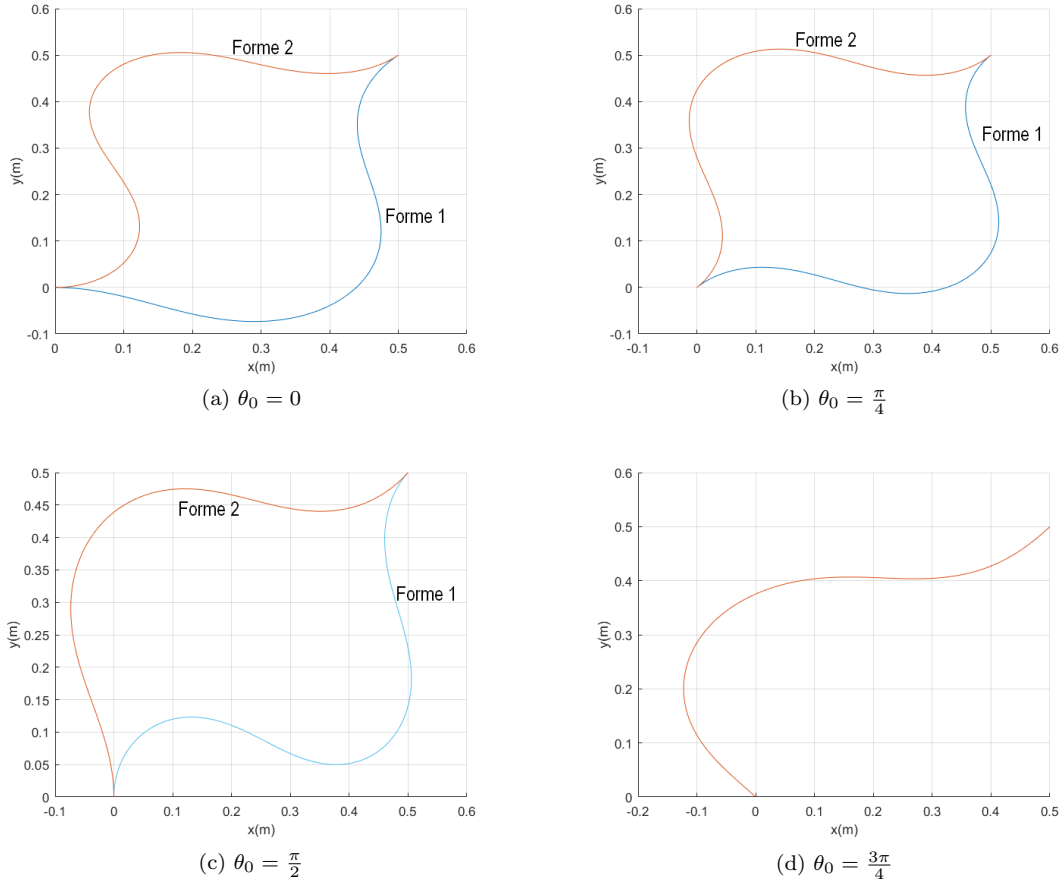 0.6
0.5
0.4
0.3
0.2
0.1
0
-0.1
y(m)
Forme 2
Forme 1
0 0.1 0.2 0.3 0.4 0.5 0.6
x(m)
(a) θ₀ = 0
0.6
0.5
0.4
0.3
0.2
0.1
0
-0.1
y(m)
Forme 2
Forme 1
-0.1 0 0.1 0.2 0.3 0.4 0.5 0.6
x(m)
(b) θ₀ = π/4
0.5
0.45
0.4
0.35
0.3
0.25
0.2
0.15
0.1
0.05
0
y(m)
Forme 2
Forme 1
-0.1 0 0.1 0.2 0.3 0.4 0.5 0.6
x(m)
(c) θ₀ = π/2
0.6
0.5
0.4
0.3
0.2
0.1
0
y(m)
-0.2 -0.1 0 0.1 0.2 0.3 0.4 0.5
x(m)
(d) θ₀ = 3π/4